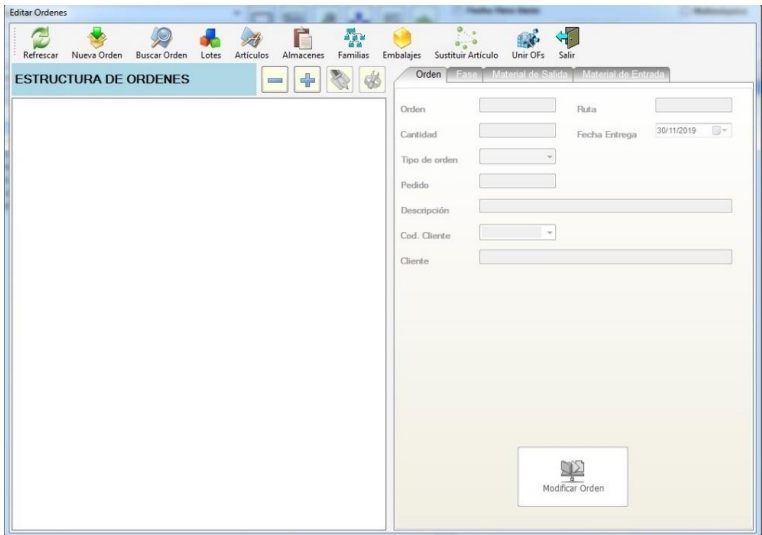 Editar Ordenes
Refrescar Nueva Orden Buscar Orden Lotes Artículos Almacenes Familias Embalajes Sustituir Artículo Unir OFs Salir
ESTRUCTURA DE ORDENES
Orden Fase Material de Salida Material de Entrada
Orden Ruta
Cantidad Fecha Entrega 30/11/2019
Tipo de orden
Pedido
Descripción
Cod. Cliente
Cliente
Modificar Orden